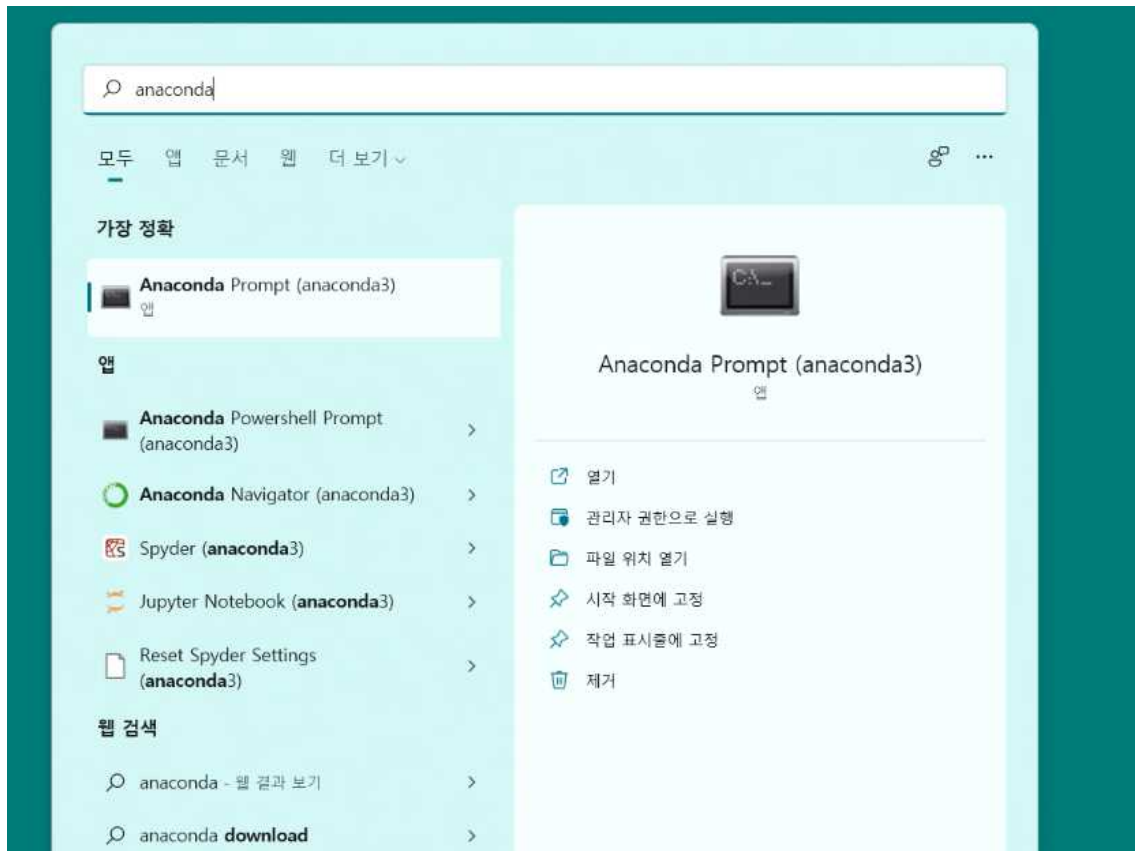 anaconda
모두 앱 문서 웹 더 보기
가장 정확
Anaconda Prompt (anaconda3)
앱
앱
Anaconda Powershell Prompt
(anaconda3)
Anaconda Navigator (anaconda3)
Spyder (anaconda3)
Jupyter Notebook (anaconda3)
Reset Spyder Settings
(anaconda3)
웹 검색
anaconda - 웹 결과 보기
anaconda download
C:\_
Anaconda Prompt (anaconda3)
앱
열기
관리자 권한으로 실행
파일 위치 열기
시작 화면에 고정
작업 표시줄에 고정
제거